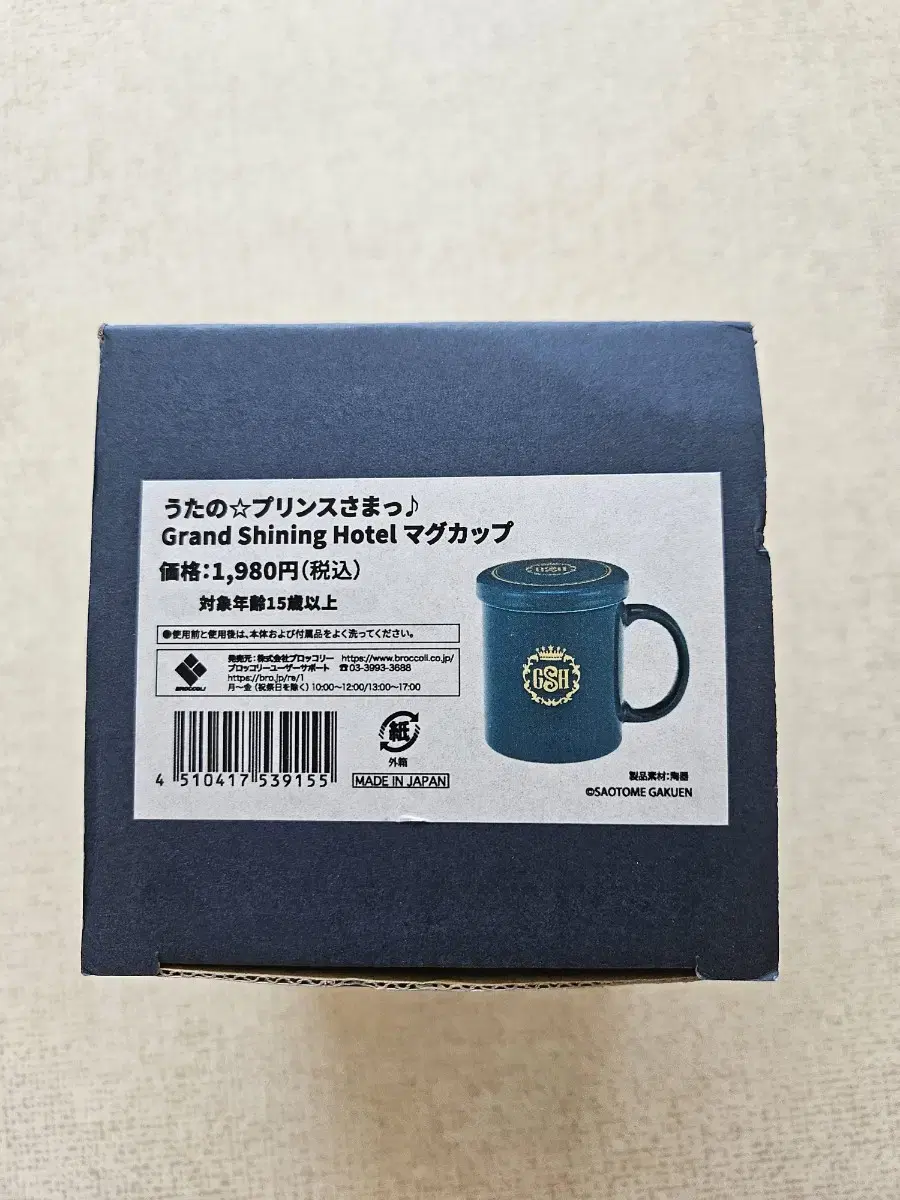 うたの☆プリンスさまっ♪
Grand Shining Hotel マグカップ
価格:1,980円(税込)
対象年齢15歳以上
●使用前と使用後は、本体および付属品をよく洗ってください。
BROCCOLI
発売元:株式会社ブロッコリー https://www.broccoli.co.jp/
ブロッコリーユーザーサポート ☎03-3993-3688
https://bro.jp/re/1
月～金(祝祭日を除く)10:00～12:00/13:00～17:00
4 510417 539155
紙
外箱
MADE IN JAPAN
GSH
GSH
製品素材:陶器
©SAOTOME GAKUEN